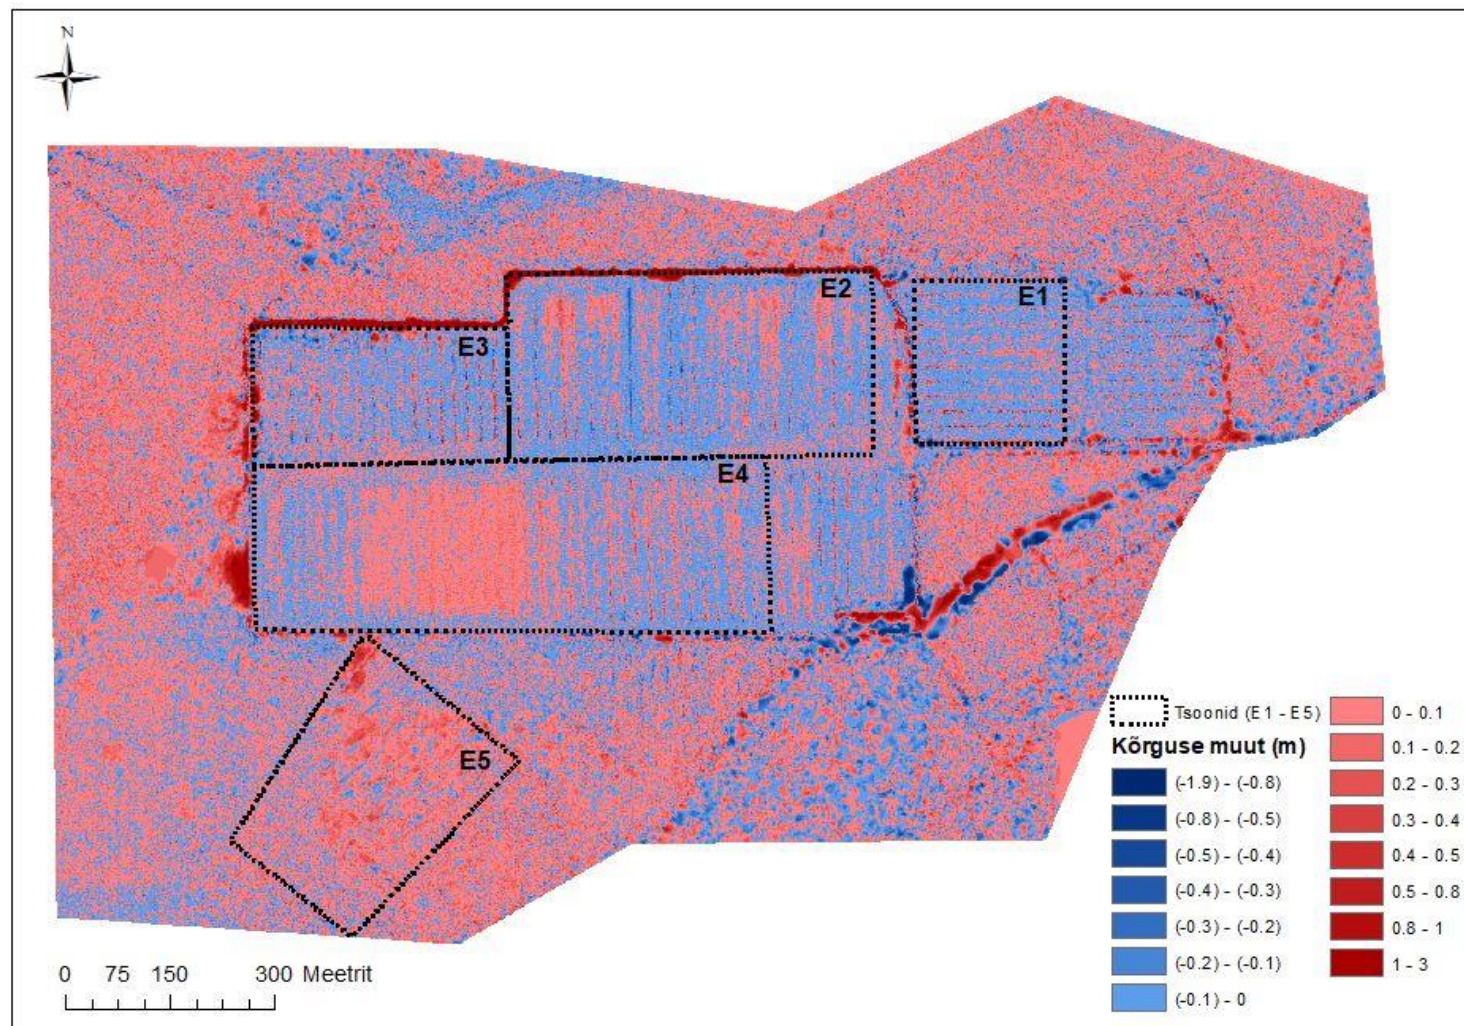 N
E2
E1
E3
E4
E5
Tsoonid (E1 - E5)
Kõrguse muut (m)
(-1.9) - (-0.8)
(-0.8) - (-0.5)
(-0.5) - (-0.4)
(-0.4) - (-0.3)
(-0.3) - (-0.2)
(-0.2) - (-0.1)
(-0.1) - 0
0 - 0.1
0.1 - 0.2
0.2 - 0.3
0.3 - 0.4
0.4 - 0.5
0.5 - 0.8
0.8 - 1
1 - 3
0 75 150 300 Meetrit